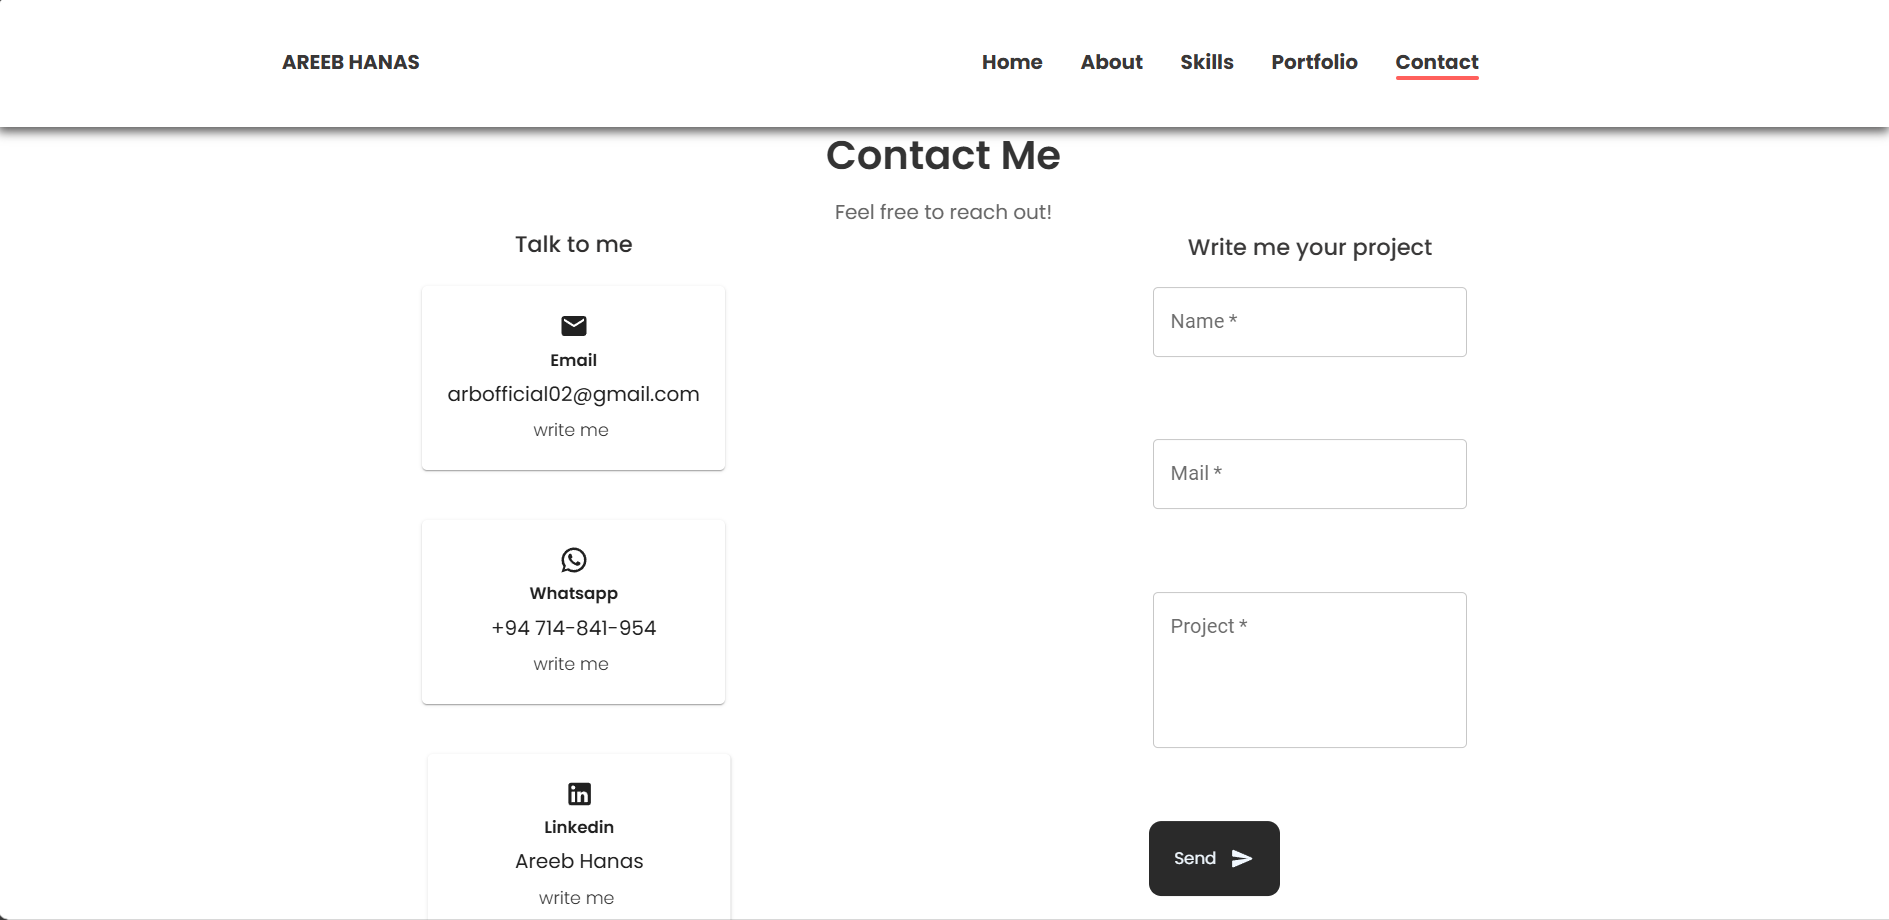 AREEB HANAS
Home About Skills Portfolio Contact
Contact Me
Feel free to reach out!
Talk to me
Email
arbofficial02@gmail.com
write me
Whatsapp
+94 714-841-954
write me
Linkedin
Areeb Hanas
write me
Write me your project
Name *
Mail *
Project *
Send